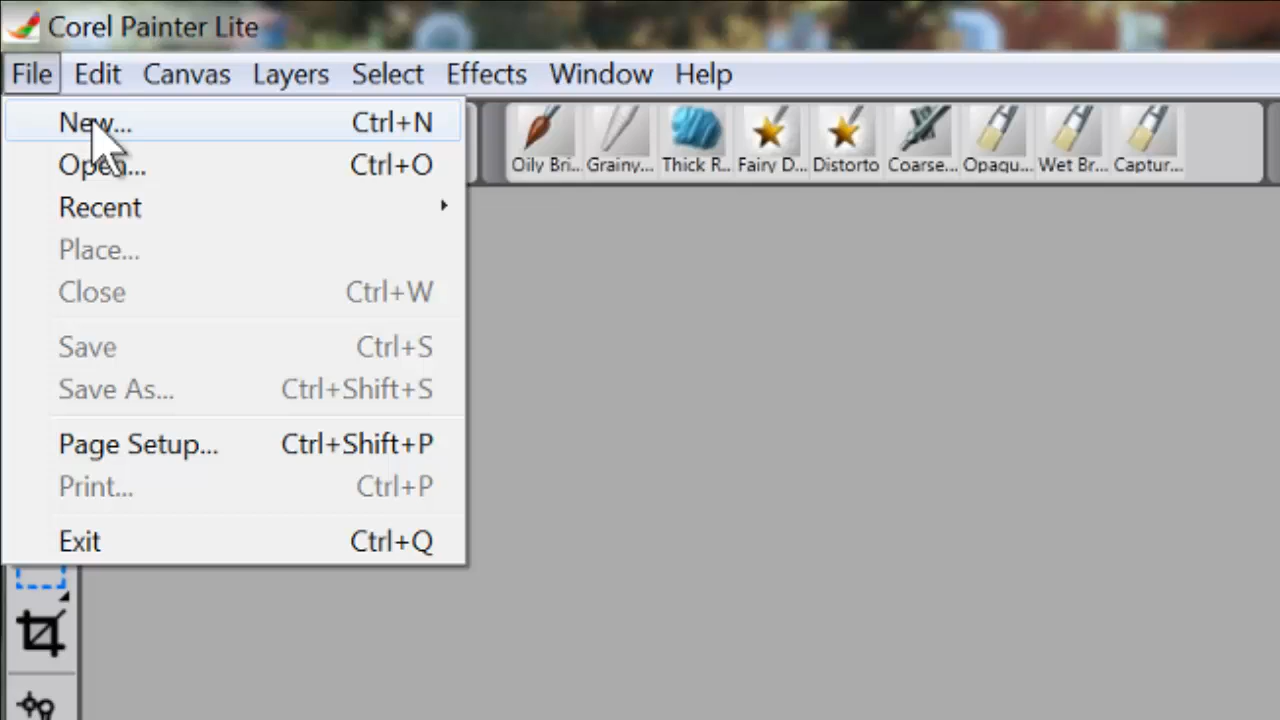 Corel Painter Lite
File Edit Canvas Layers Select Effects Window Help
New... Ctrl+N
Open... Ctrl+O
Recent
Place...
Close Ctrl+W
Save Ctrl+S
Save As... Ctrl+Shift+S
Page Setup... Ctrl+Shift+P
Print... Ctrl+P
Exit Ctrl+Q
Oily Bri... Grainy... Thick R... Fairy D... Distorto Coarse... Opaqu... Wet Br... Captur...